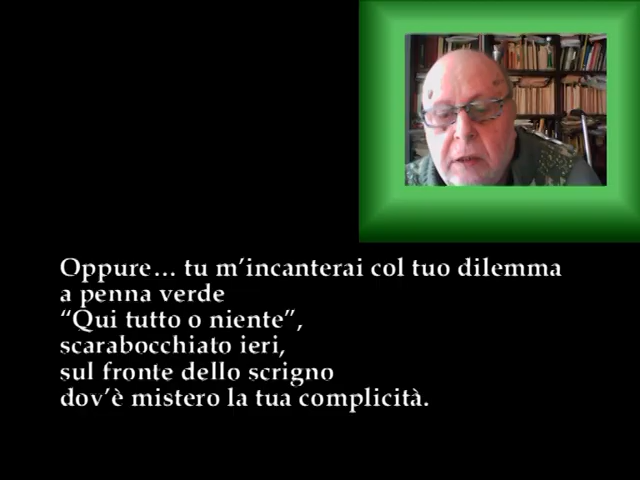 Oppure… tu m’incanterai col tuo dilemma
a penna verde
“Qui tutto o niente”,
scarabocchiato ieri,
sul fronte dello scrigno
dov’è mistero la tua complicità.